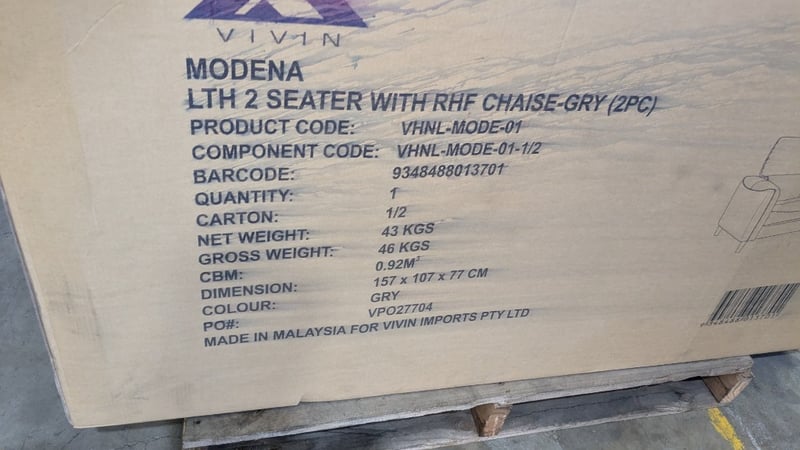 VIVIN
MODENA
LTH 2 SEATER WITH RHF CHAISE-GRY (2PC)
PRODUCT CODE: VHNL-MODE-01
COMPONENT CODE: VHNL-MODE-01-1/2
BARCODE: 9348488013701
QUANTITY: 1
CARTON: 1/2
NET WEIGHT: 43 KGS
GROSS WEIGHT: 46 KGS
CBM: 0.92M³
DIMENSION: 157 x 107 x 77 CM
COLOUR: GRY
PO#: VPO27704
MADE IN MALAYSIA FOR VIVIN IMPORTS PTY LTD